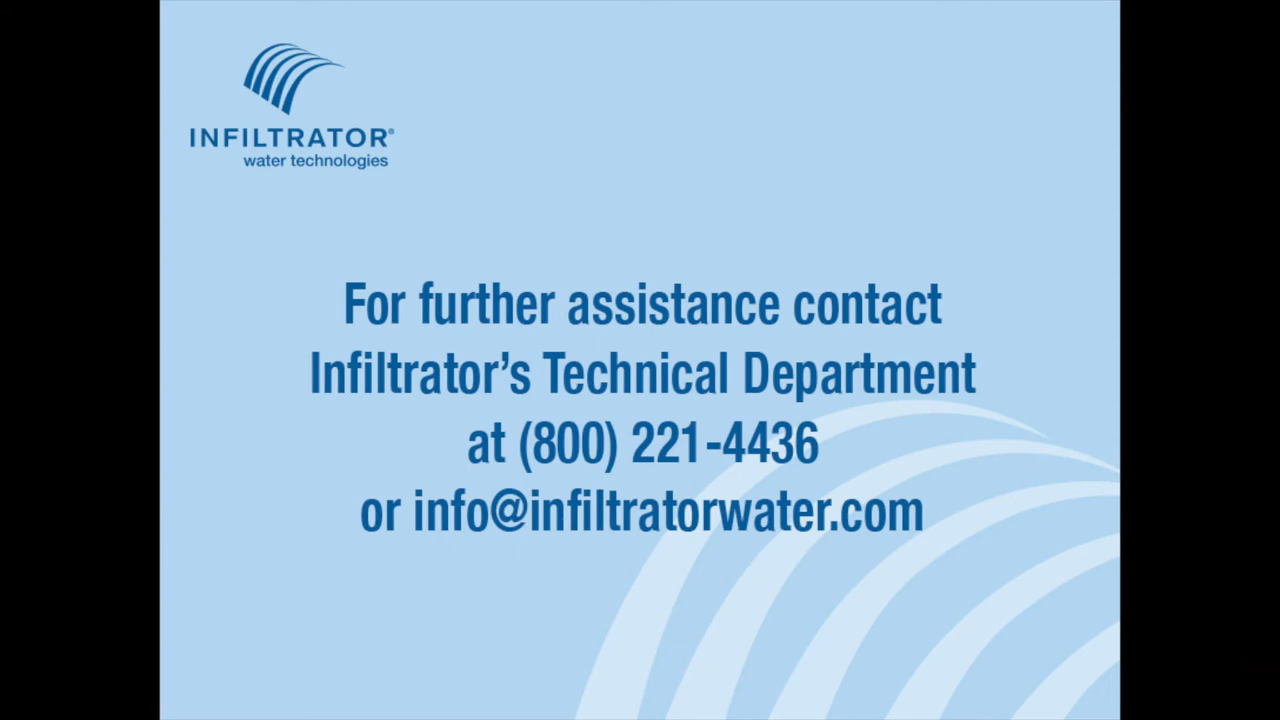 INFILTRATOR®
water technologies
For further assistance contact
Infiltrator’s Technical Department
at (800) 221-4436
or info@infiltratorwater.com